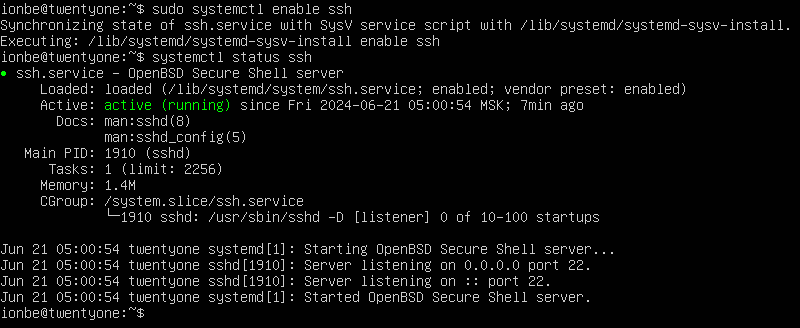 ionbe@twentyone:~$ sudo systemctl enable ssh
Synchronizing state of ssh.service with SysV service script with /lib/systemd/systemd-sysv-install.
Executing: /lib/systemd/systemd-sysv-install enable ssh
ionbe@twentyone:~$ systemctl status ssh
● ssh.service - OpenBSD Secure Shell server
     Loaded: loaded (/lib/systemd/system/ssh.service; enabled; vendor preset: enabled)
     Active: active (running) since Fri 2024-06-21 05:00:54 MSK; 7min ago
       Docs: man:sshd(8)
             man:sshd_config(5)
   Main PID: 1910 (sshd)
      Tasks: 1 (limit: 2256)
     Memory: 1.4M
     CGroup: /system.slice/ssh.service
             └─1910 sshd: /usr/sbin/sshd -D [listener] 0 of 10-100 startups

Jun 21 05:00:54 twentyone systemd[1]: Starting OpenBSD Secure Shell server...
Jun 21 05:00:54 twentyone sshd[1910]: Server listening on 0.0.0.0 port 22.
Jun 21 05:00:54 twentyone sshd[1910]: Server listening on :: port 22.
Jun 21 05:00:54 twentyone systemd[1]: Started OpenBSD Secure Shell server.
ionbe@twentyone:~$